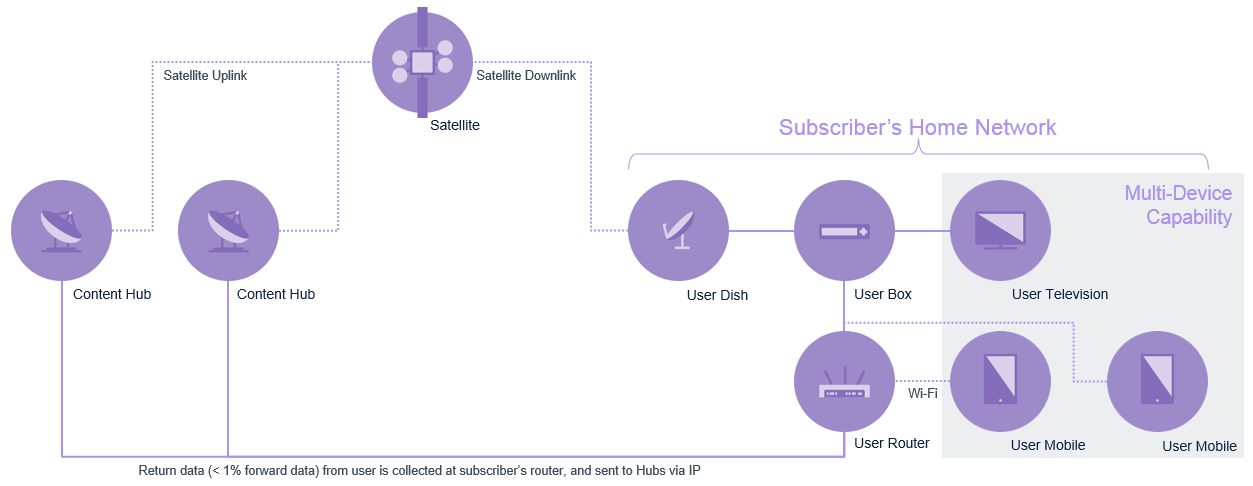 Satellite Uplink
Satellite Downlink
Satellite
Subscriber's Home Network
Multi-Device
Capability
Content Hub
Content Hub
User Dish
User Box
User Television
Wi-Fi
User Router
User Mobile
User Mobile
Return data (< 1% forward data) from user is collected at subscriber's router, and sent to Hubs via IP